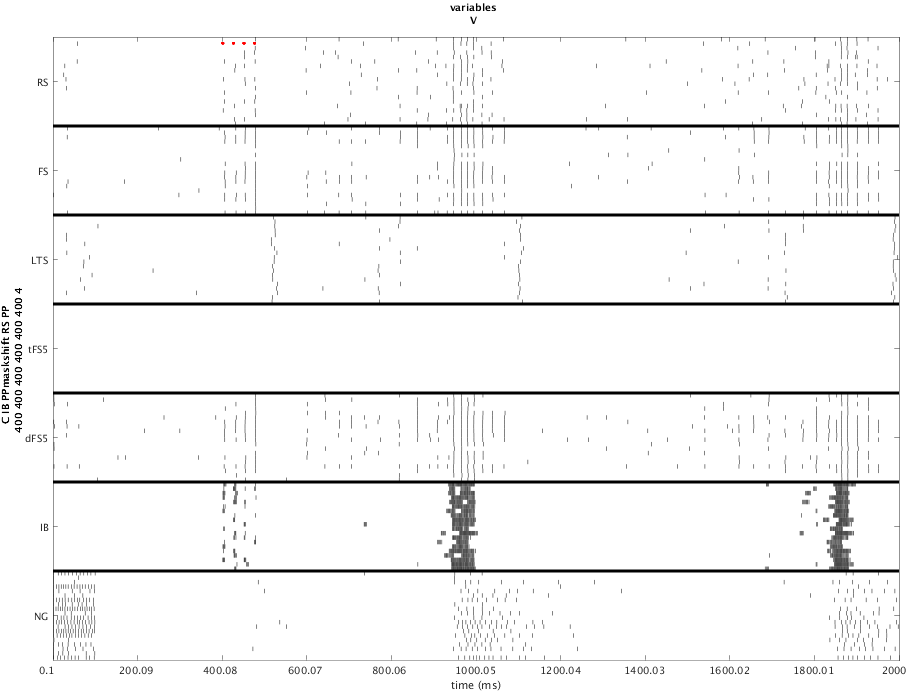 variables
V
C IB PPmaskshift RS PP
400 400 400 400 400 400 4
RS
FS
LTS
tFS5
dFS5
IB
NG
0.1 200.09 400.08 600.07 800.06 1000.05 1200.04 1400.03 1600.02 1800.01 2000
time (ms)